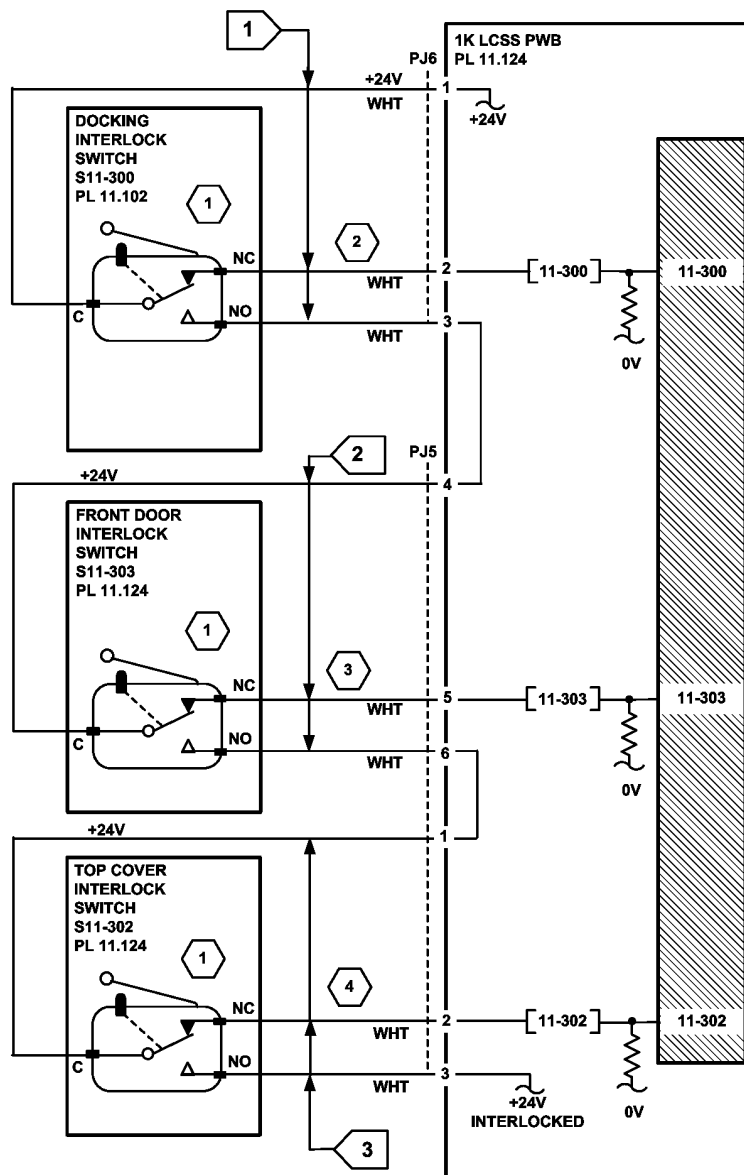 1
1K LCSS PWB
PL 11.124
PJ6
+24V
WHT
1
+24V
DOCKING
INTERLOCK
SWITCH
S11-300
PL 11.102
1
NC
2
WHT
2
11-300
11-300
C
NO
WHT
3
0V
2
PJ5
+24V
4
FRONT DOOR
INTERLOCK
SWITCH
S11-303
PL 11.124
1
NC
3
WHT
5
11-303
11-303
C
NO
WHT
6
0V
+24V
1
TOP COVER
INTERLOCK
SWITCH
S11-302
PL 11.124
1
NC
4
WHT
2
11-302
11-302
C
NO
WHT
3
+24V
INTERLOCKED
0V
3